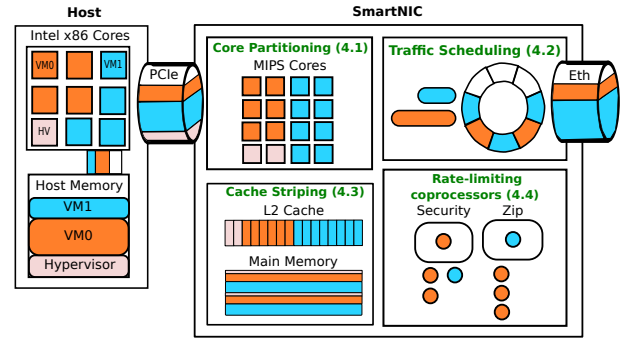 Host
SmartNIC
Intel x86 Cores
VM0
VM1
HV
PCIe
Host Memory
VM1
VM0
Hypervisor
Core Partitioning (4.1)
MIPS Cores
Traffic Scheduling (4.2)
Eth
Cache Striping (4.3)
L2 Cache
Main Memory
Rate-limiting
coprocessors (4.4)
Security
Zip